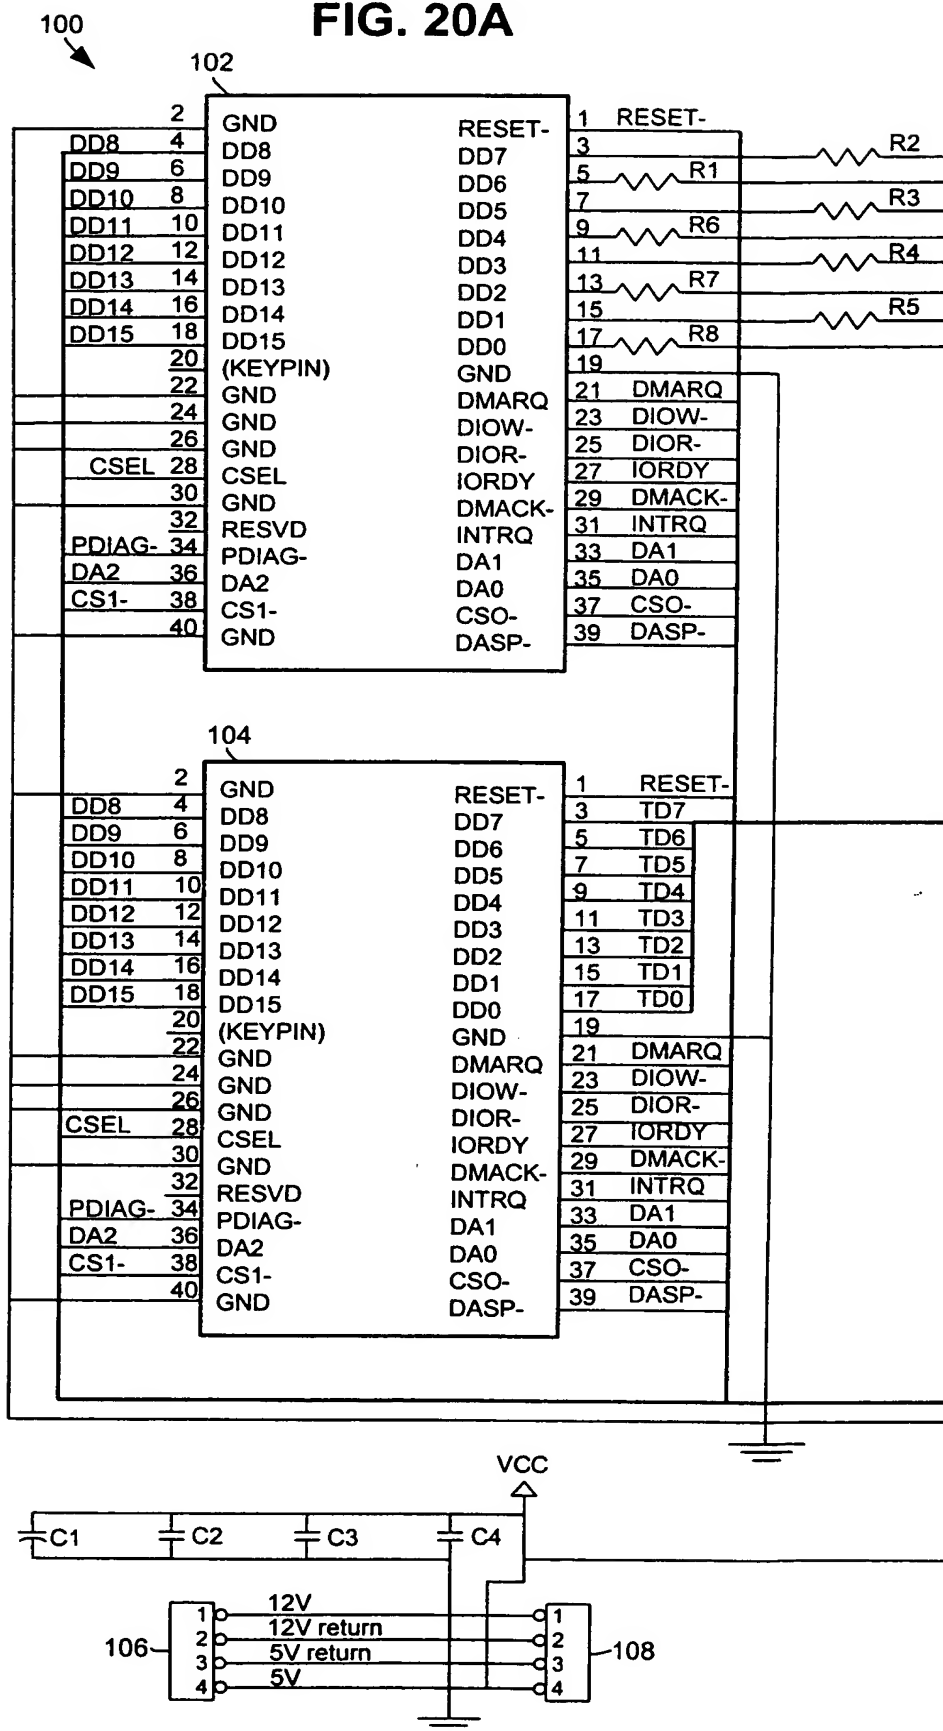 FIG. 20A
100
102
2 GND RESET- 1 RESET-
DD8 4 DD8 DD7 3 R2
DD9 6 DD9 DD6 5 R1
DD10 8 DD10 DD5 7 R3
DD11 10 DD11 DD4 9 R6
DD12 12 DD12 DD3 11 R4
DD13 14 DD13 DD2 13 R7
DD14 16 DD14 DD1 15 R5
DD15 18 DD15 DD0 17 R8
20 (KEYPIN) GND 19
22 GND DMARQ 21 DMARQ
24 GND DIOW- 23 DIOW-
26 GND DIOR- 25 DIOR-
CSEL 28 CSEL IORDY 27 IORDY
30 GND DMACK- 29 DMACK-
32 RESVD INTRQ 31 INTRQ
PDIAG- 34 PDIAG- DA1 33 DA1
DA2 36 DA2 DA0 35 DA0
CS1- 38 CS1- CSO- 37 CSO-
40 GND DASP- 39 DASP-
104
2 GND RESET- 1 RESET-
DD8 4 DD8 DD7 3 TD7
DD9 6 DD9 DD6 5 TD6
DD10 8 DD10 DD5 7 TD5
DD11 10 DD11 DD4 9 TD4
DD12 12 DD12 DD3 11 TD3
DD13 14 DD13 DD2 13 TD2
DD14 16 DD14 DD1 15 TD1
DD15 18 DD15 DD0 17 TD0
20 (KEYPIN) GND 19
22 GND DMARQ 21 DMARQ
24 GND DIOW- 23 DIOW-
26 GND DIOR- 25 DIOR-
CSEL 28 CSEL IORDY 27 IORDY
30 GND DMACK- 29 DMACK-
32 RESVD INTRQ 31 INTRQ
PDIAG- 34 PDIAG- DA1 33 DA1
DA2 36 DA2 DA0 35 DA0
CS1- 38 CS1- CSO- 37 CSO-
40 GND DASP- 39 DASP-
VCC
C1 C2 C3 C4
1 12V 1
106 2 12V return 2 108
3 5V return 3
4 5V 4